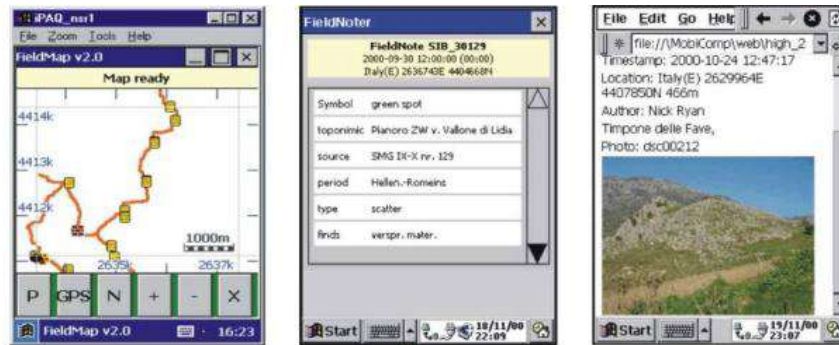 iPAQ_nsr1
File Zoom Tools Help
FieldMap v2.0
Map ready
4414k
4413k
4412k
1000m
2635k 2637k
P GPS N + - X
FieldMap v2.0 16:23
FieldNoter
FieldNote SIB_30129
2000-09-30 12:00:00 (00:00)
Italy(E) 2636743E 4404668N
Symbol green spot
toponimic Pianoro ZW v. Vallone di Lidia
source SMG IX-X nr. 129
period Hellen.-Romeins
type scatter
finds verspr. mater.
Start 18/11/00
22:09
File Edit Go Help
file://\MobiComp\web\high_2
Timestamp: 2000-10-24 12:47:17
Location: Italy(E) 2629964E
4407850N 466m
Author: Nick Ryan
Timpone delle Fave,
Photo: dsc00212
Start 19/11/00
23:07